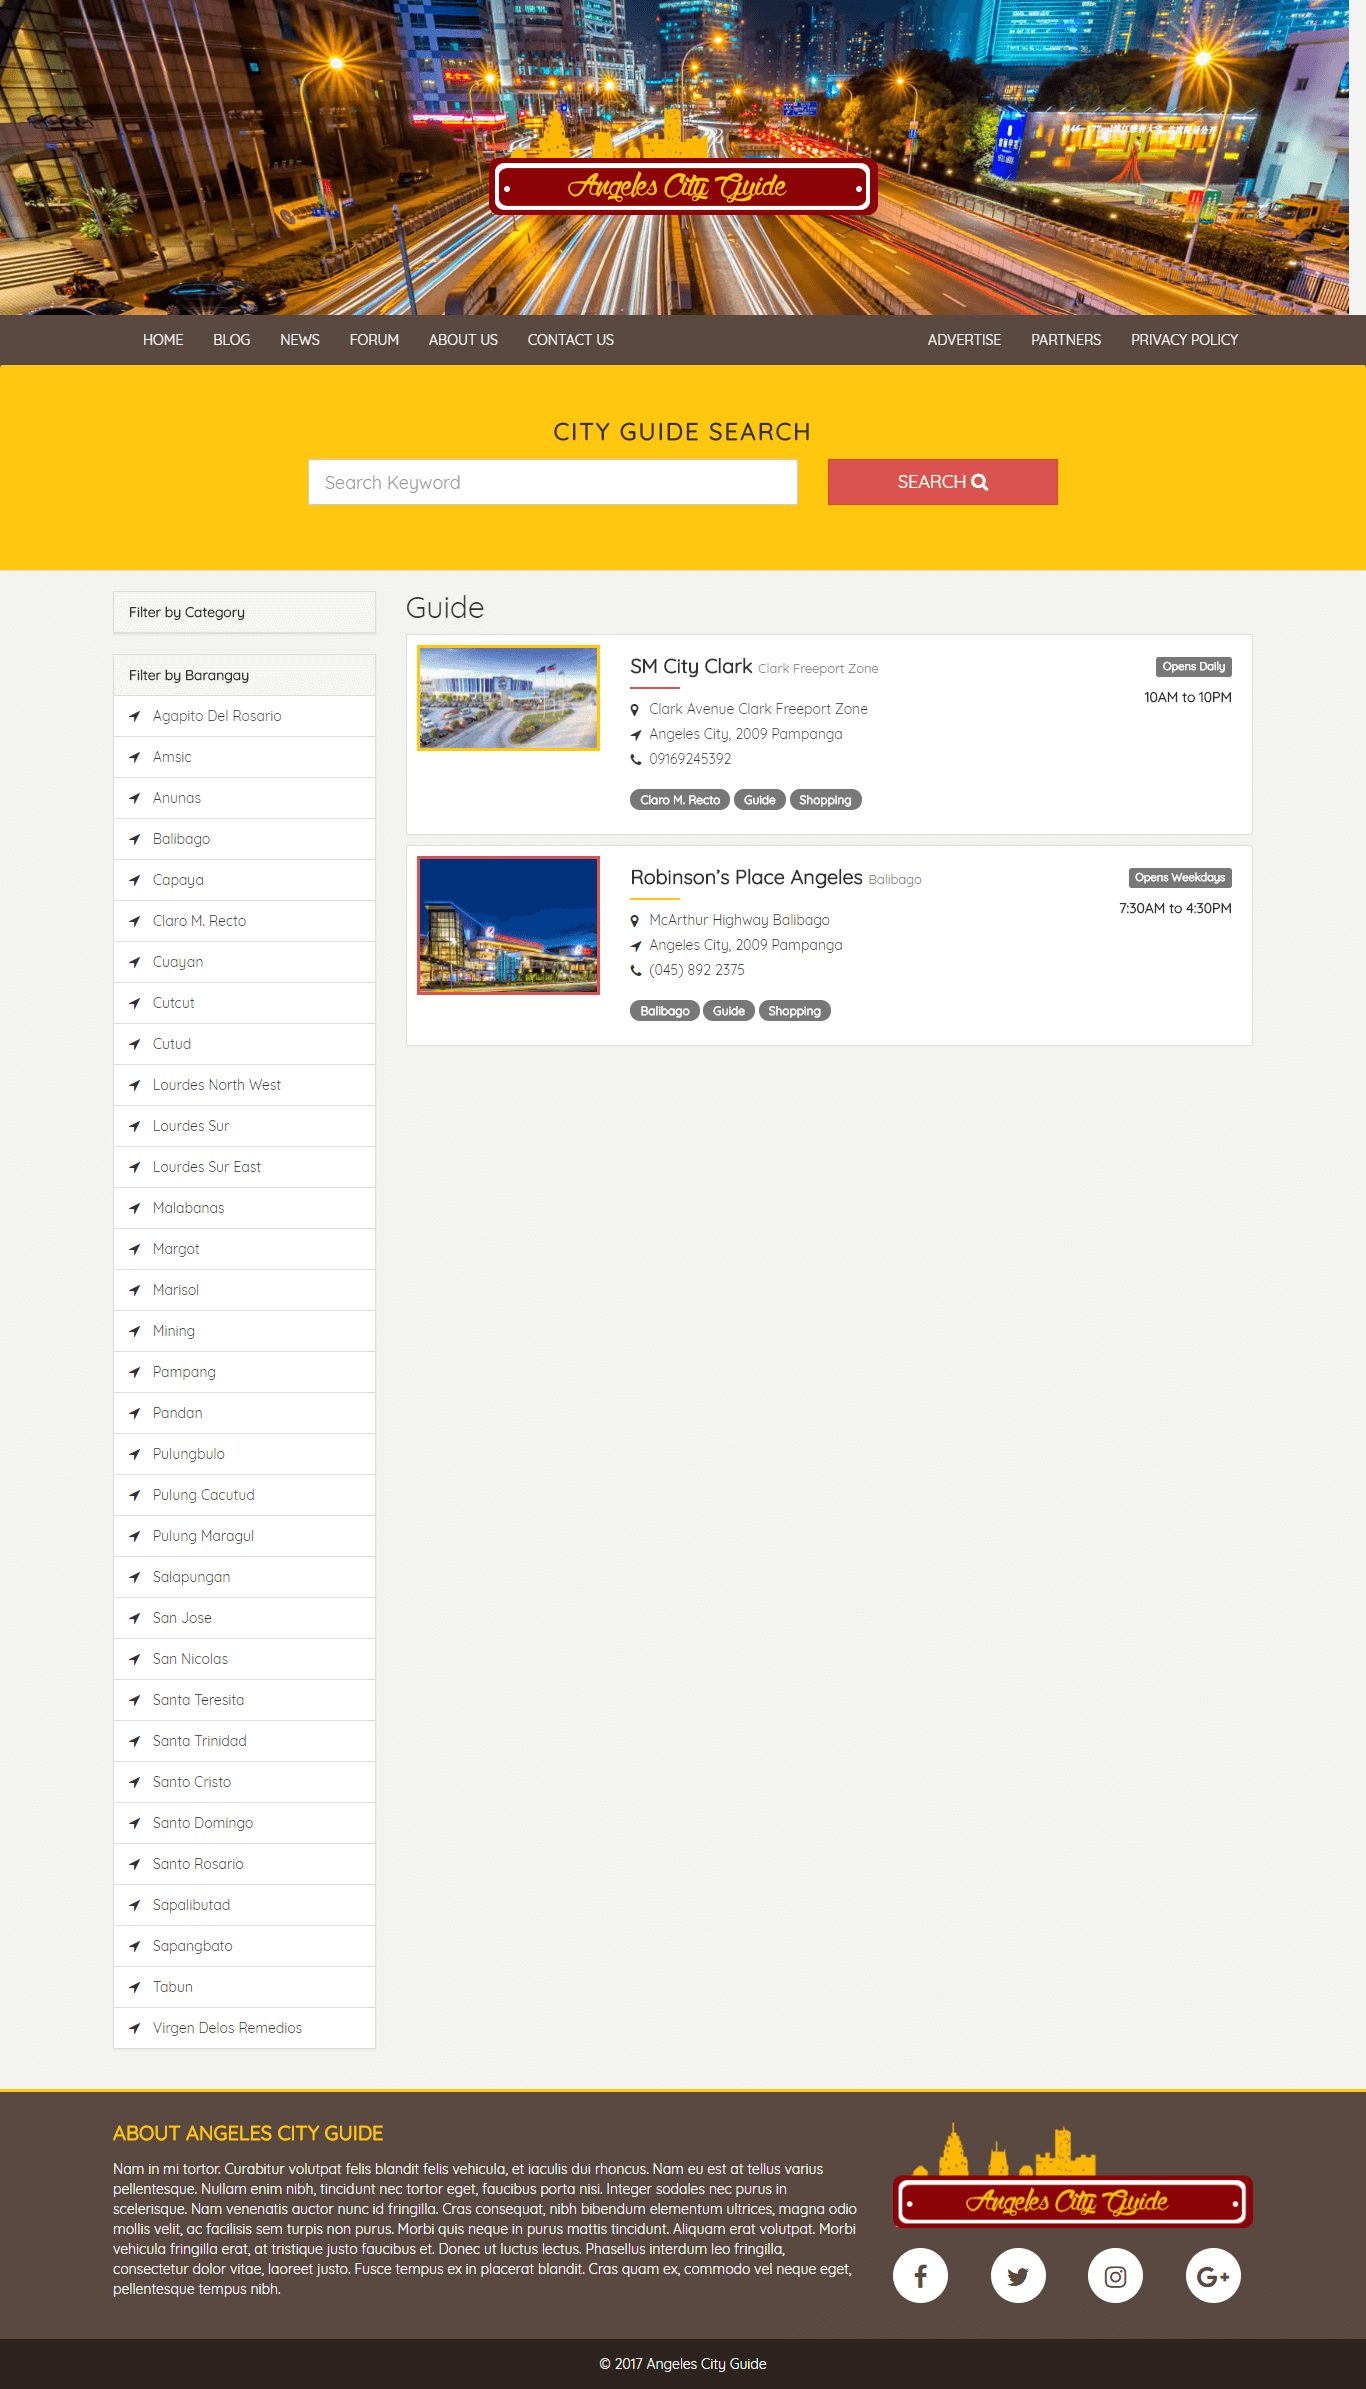 Angeles City Guide
HOME BLOG NEWS FORUM ABOUT US CONTACT US ADVERTISE PARTNERS PRIVACY POLICY
CITY GUIDE SEARCH
Search Keyword SEARCH
Filter by Category
Filter by Barangay
Agapito Del Rosario
Amsic
Anunas
Balibago
Capaya
Claro M. Recto
Cuayan
Cutcut
Cutud
Lourdes North West
Lourdes Sur
Lourdes Sur East
Malabanas
Margot
Marisol
Mining
Pampang
Pandan
Pulungbulo
Pulung Cacutud
Pulung Maragul
Salapungan
San Jose
San Nicolas
Santa Teresita
Santa Trinidad
Santo Cristo
Santo Domingo
Santo Rosario
Sapalibutad
Sapangbato
Tabun
Virgen Delos Remedios
Guide
SM City Clark Clark Freeport Zone
Opens Daily
10AM to 10PM
Clark Avenue Clark Freeport Zone
Angeles City, 2009 Pampanga
09169245392
Claro M. Recto Guide Shopping
Robinson’s Place Angeles Balibago
Opens Weekdays
7:30AM to 4:30PM
McArthur Highway Balibago
Angeles City, 2009 Pampanga
(045) 892 2375
Balibago Guide Shopping
ABOUT ANGELES CITY GUIDE
Nam in mi tortor. Curabitur volutpat felis blandit felis vehicula, et iaculis dui rhoncus. Nam eu est at tellus varius
pellentesque. Nullam enim nibh, tincidunt nec tortor eget, faucibus porta nisi. Integer sodales nec purus in
scelerisque. Nam venenatis auctor nunc id fringilla. Cras consequat, nibh bibendum elementum ultrices, magna odio
mollis velit, ac facilisis sem turpis non purus. Morbi quis neque in purus mattis tincidunt. Aliquam erat volutpat. Morbi
vehicula fringilla erat, at tristique justo faucibus et. Donec ut luctus lectus. Phasellus interdum leo fringilla,
consectetur dolor vitae, laoreet justo. Fusce tempus ex in placerat blandit. Cras quam ex, commodo vel neque eget,
pellentesque tempus nibh.
Angeles City Guide
© 2017 Angeles City Guide